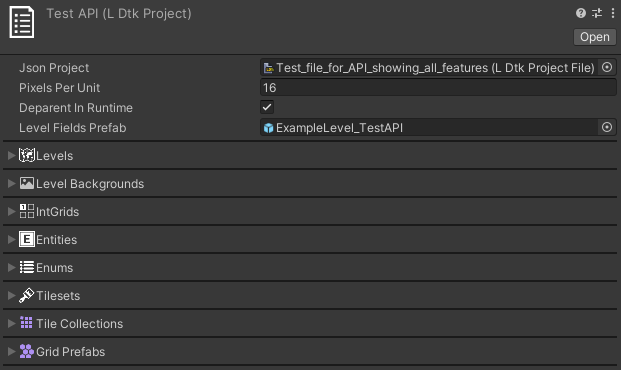 Test API (L Dtk Project)
Open
Json Project Test_file_for_API_showing_all_features (L Dtk Project File)
Pixels Per Unit 16
Deparent In Runtime
Level Fields Prefab ExampleLevel_TestAPI
Levels
Level Backgrounds
IntGrids
E Entities
Enums
Tilesets
Tile Collections
Grid Prefabs